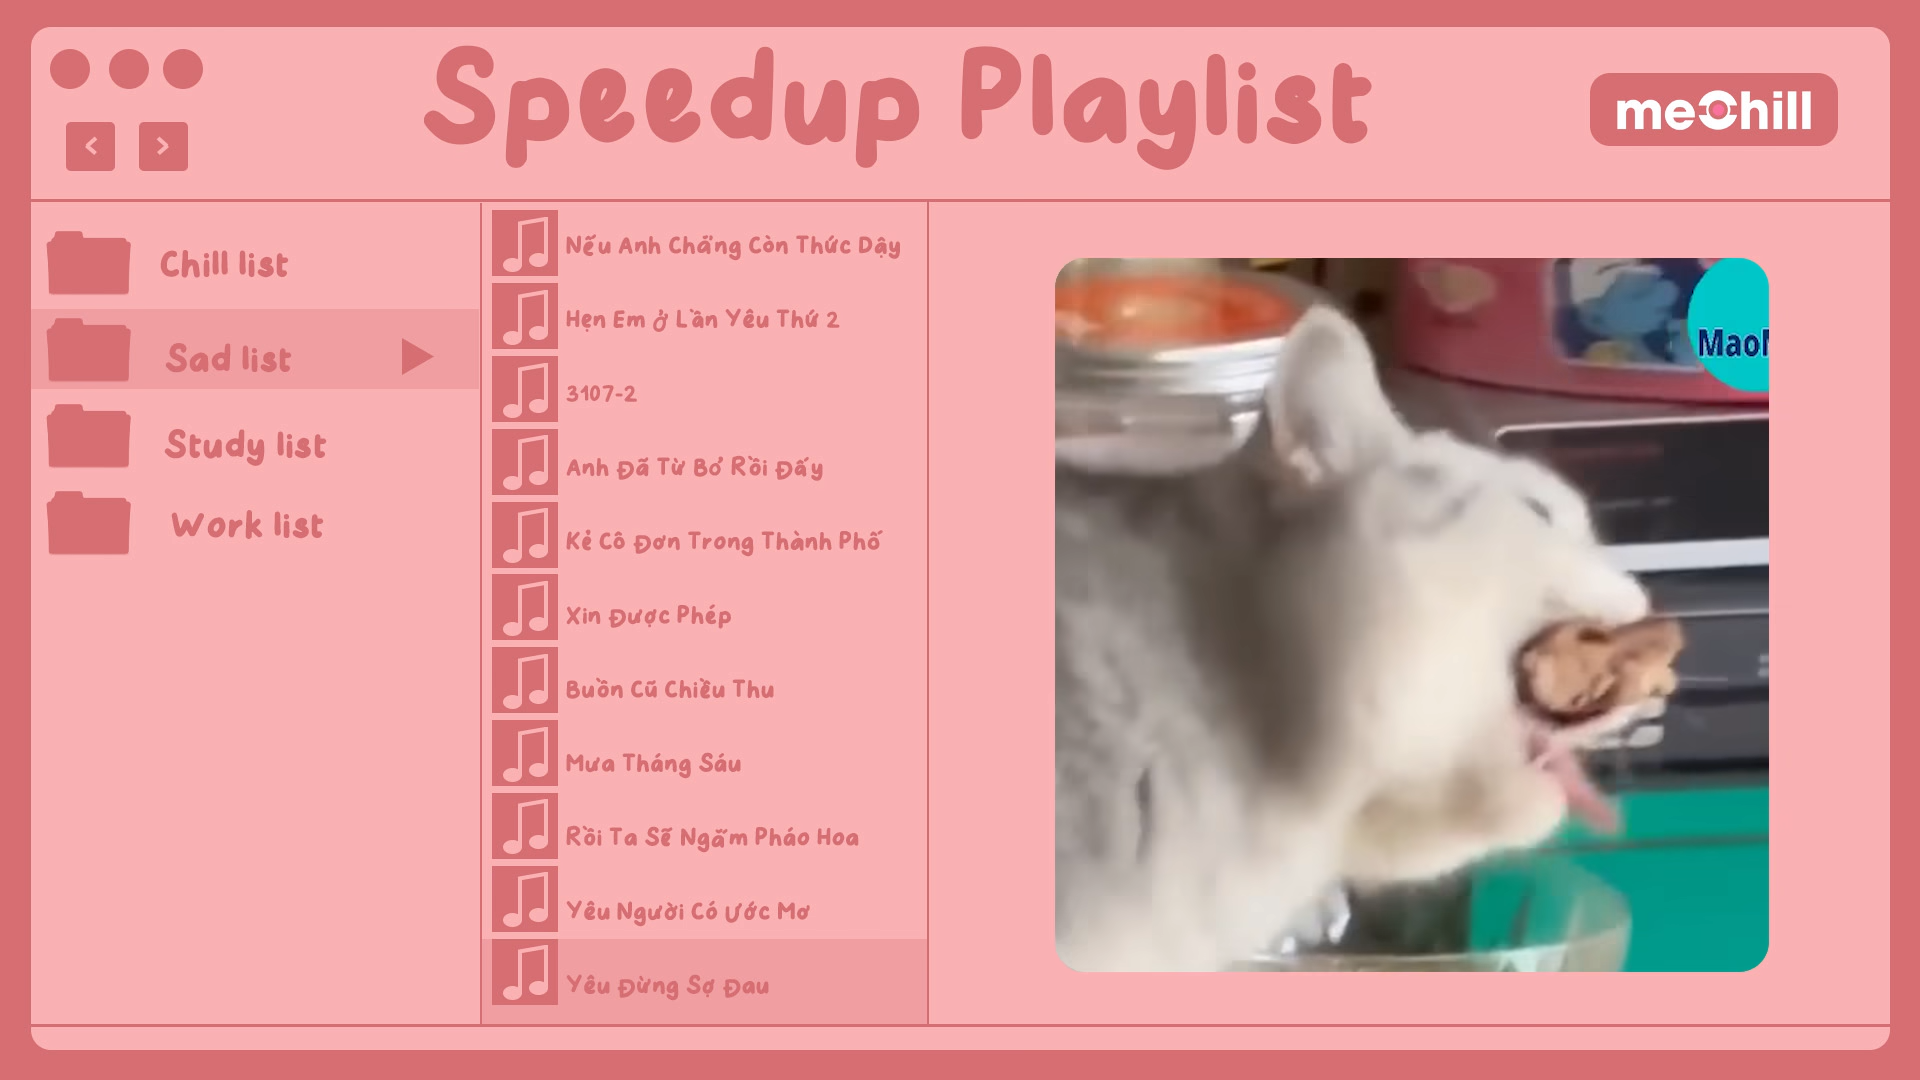 Speedup Playlist
mechill
Chill list
Sad list
Study list
Work list
Nếu Anh Chẳng Còn Thức Dậy
Hẹn Em ở Lần Yêu Thứ 2
3107-2
Anh Đã Từ Bỏ Rồi Đấy
Kẻ Cô Đơn Trong Thành Phố
Xin Được Phép
Buồn Cũ Chiều Thu
Mưa Tháng Sáu
Rồi Ta Sẽ Ngắm Pháo Hoa
Yêu Người Có Ước Mơ
Yêu Đừng Sợ Đau